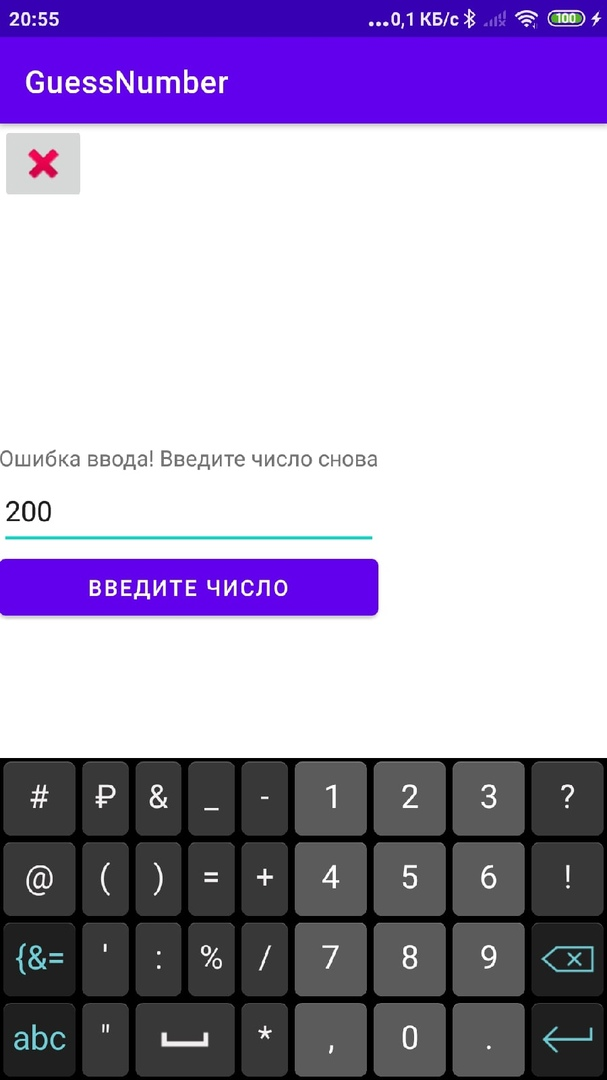 20:55 ...0,1 КБ/с 100
GuessNumber
Ошибка ввода! Введите число снова
200
ВВЕДИТЕ ЧИСЛО
# ₽ & _ - 1 2 3 ?
@ ( ) = + 4 5 6 !
{&= ' : % / 7 8 9
abc " * , 0 .